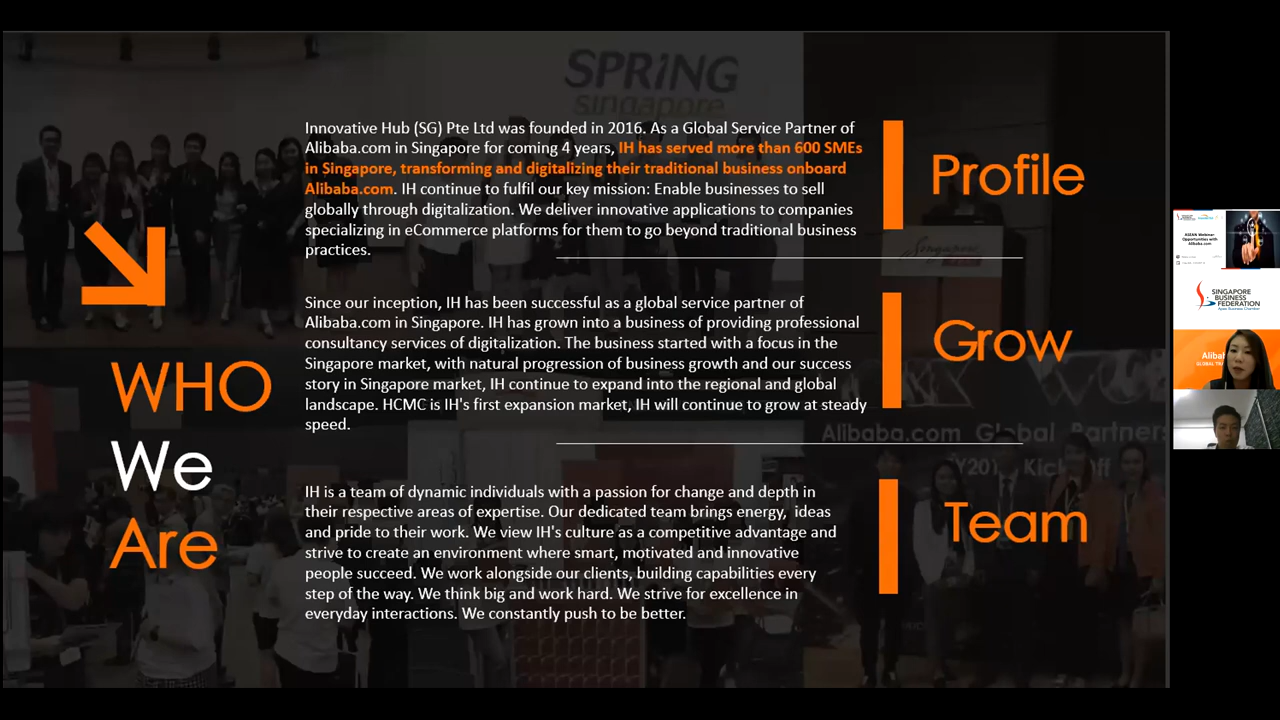 SPRING
singapore
Innovative Hub (SG) Pte Ltd was founded in 2016. As a Global Service Partner of
Alibaba.com in Singapore for coming 4 years, IH has served more than 600 SMEs
in Singapore, transforming and digitalizing their traditional business onboard
Alibaba.com. IH continue to fulfil our key mission: Enable businesses to sell
globally through digitalization. We deliver innovative applications to companies
specializing in eCommerce platforms for them to go beyond traditional business
practices.
Profile
Since our inception, IH has been successful as a global service partner of
Alibaba.com in Singapore. IH has grown into a business of providing professional
consultancy services of digitalization. The business started with a focus in the
Singapore market, with natural progression of business growth and our success
story in Singapore market, IH continue to expand into the regional and global
landscape. HCMC is IH's first expansion market, IH will continue to grow at steady
speed.
Grow
Alibaba.com Global Partners
Kick Off
IH is a team of dynamic individuals with a passion for change and depth in
their respective areas of expertise. Our dedicated team brings energy, ideas
and pride to their work. We view IH's culture as a competitive advantage and
strive to create an environment where smart, motivated and innovative
people succeed. We work alongside our clients, building capabilities every
step of the way. We think big and work hard. We strive for excellence in
everyday interactions. We constantly push to be better.
Team
WHO
We
Are
ASEAN Webinar
Opportunities with
Alibaba.com
SINGAPORE
BUSINESS
FEDERATION
Apex Business Chamber